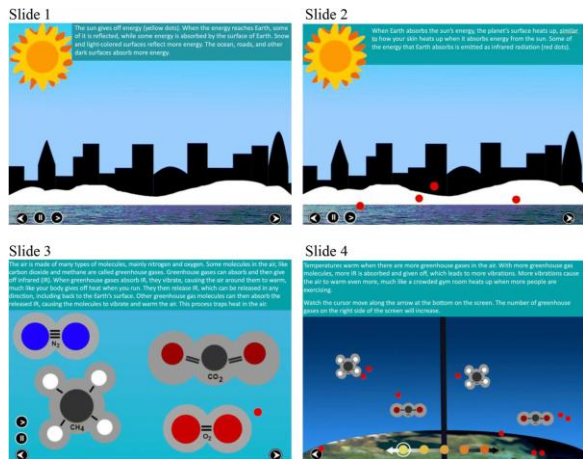 Slide 1
The sun gives off energy (yellow dots). When the energy reaches Earth, some
of it is reflected, while some energy is absorbed by the surface of Earth. Snow
and light-colored surfaces reflect more energy. The ocean, roads, and other
dark surfaces absorb more energy.
Slide 2
When Earth absorbs the sun's energy, the planet's surface heats up, similar
to how your skin heats up when it absorbs energy from the sun. Some of
the energy that Earth absorbs is emitted as infrared radiation (red dots).
Slide 3
The air is made of many types of molecules, mainly nitrogen and oxygen. Some molecules in the air, like
carbon dioxide and methane are called greenhouse gases. Greenhouse gases can absorb and then give
off infrared (IR). When greenhouse gases absorb IR, they vibrate, causing the air around them to warm,
much like your body gives off heat when you run. They then release IR, which can be released in any
direction, including back to the Earth's surface. Other greenhouse gas molecules can then absorb the
released IR, causing the molecules to vibrate and warm the air. This process traps heat in the air.
N₂
CO₂
CH₄
O₂
Slide 4
Temperatures warm when there are more greenhouse gases in the air. With more greenhouse gas
molecules, more IR is absorbed and given off, which leads to more vibrations. More vibrations cause
the air to warm even more, much like a crowded gym room heats up when more people are
exercising.
Watch the cursor move along the arrow at the bottom on the screen. The number of greenhouse
gases on the right side of the screen will increase.